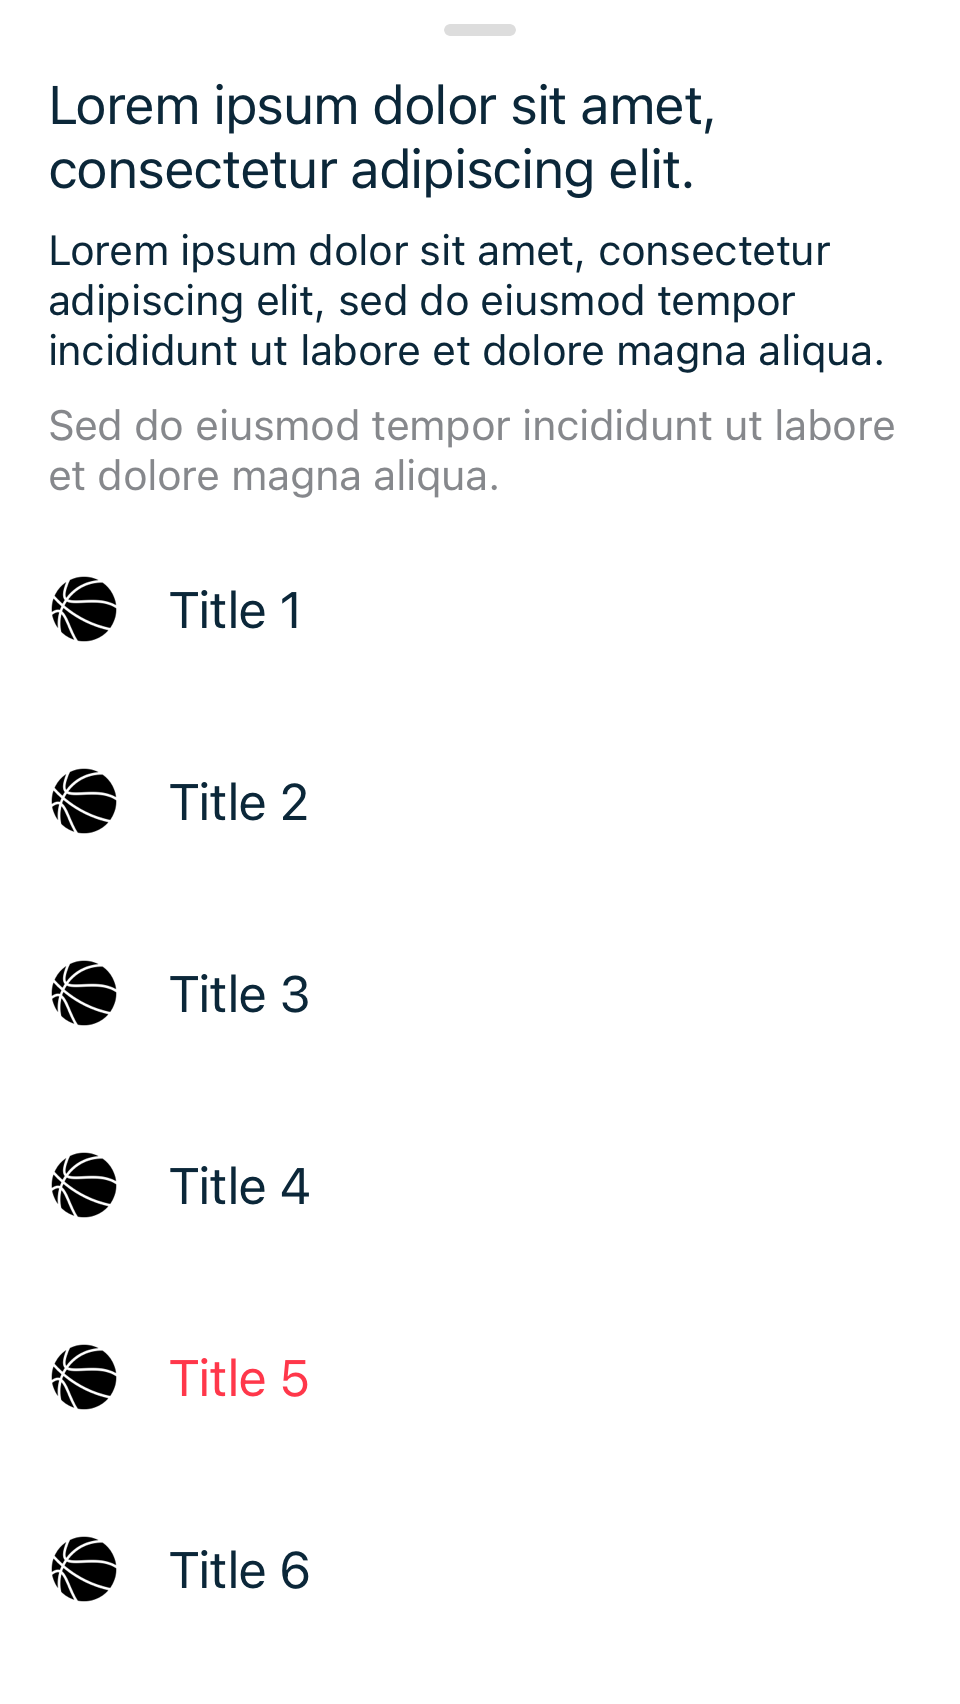 Lorem ipsum dolor sit amet,
consectetur adipiscing elit.
Lorem ipsum dolor sit amet, consectetur
adipiscing elit, sed do eiusmod tempor
incididunt ut labore et dolore magna aliqua.
Sed do eiusmod tempor incididunt ut labore
et dolore magna aliqua.
Title 1
Title 2
Title 3
Title 4
Title 5
Title 6